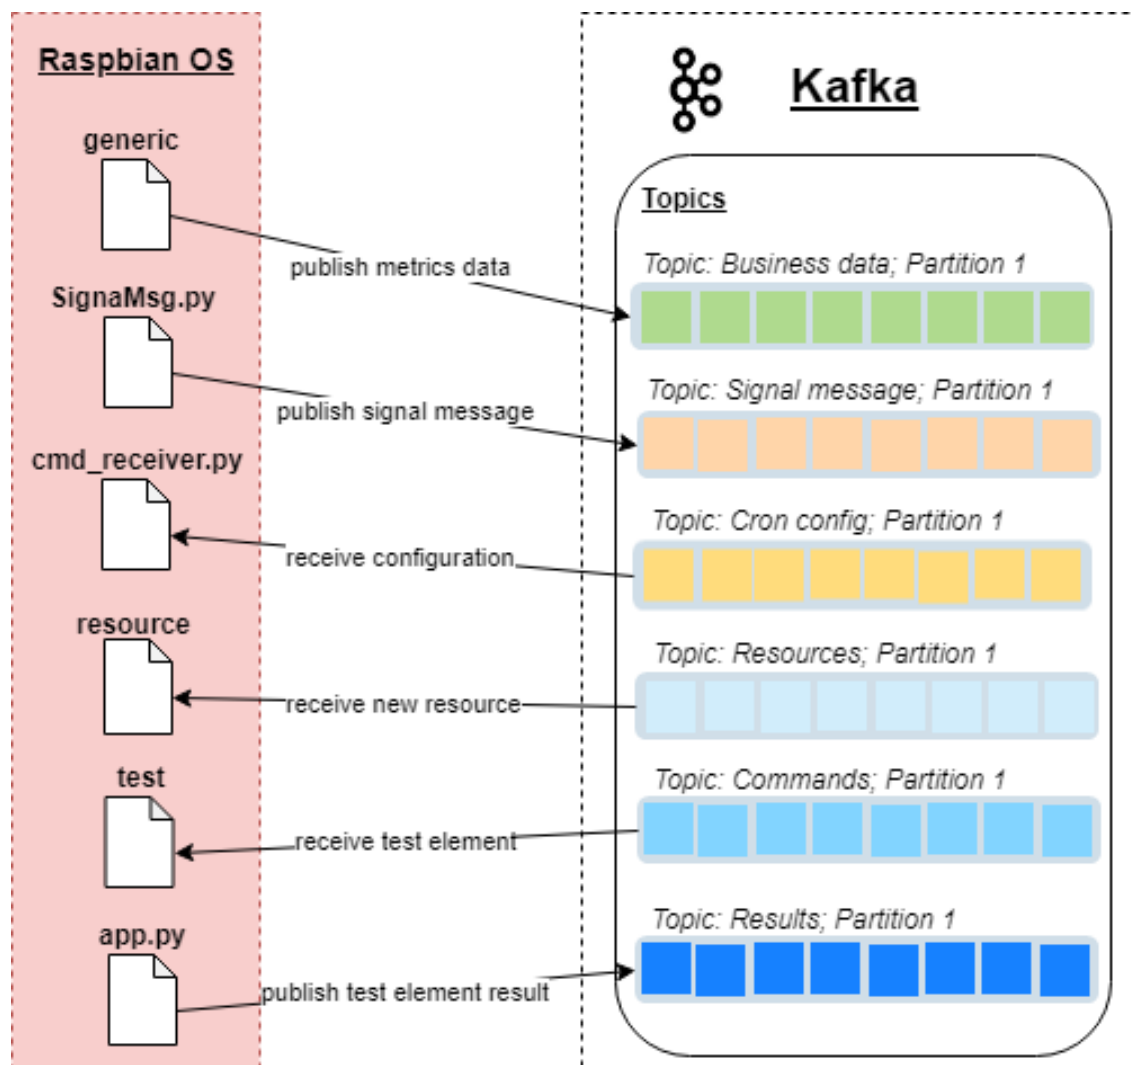 Raspbian OS
generic
SignaMsg.py
cmd_receiver.py
resource
test
app.py
publish metrics data
publish signal message
receive configuration
receive new resource
receive test element
publish test element result
Kafka
Topics
Topic: Business data; Partition 1
Topic: Signal message; Partition 1
Topic: Cron config; Partition 1
Topic: Resources; Partition 1
Topic: Commands; Partition 1
Topic: Results; Partition 1